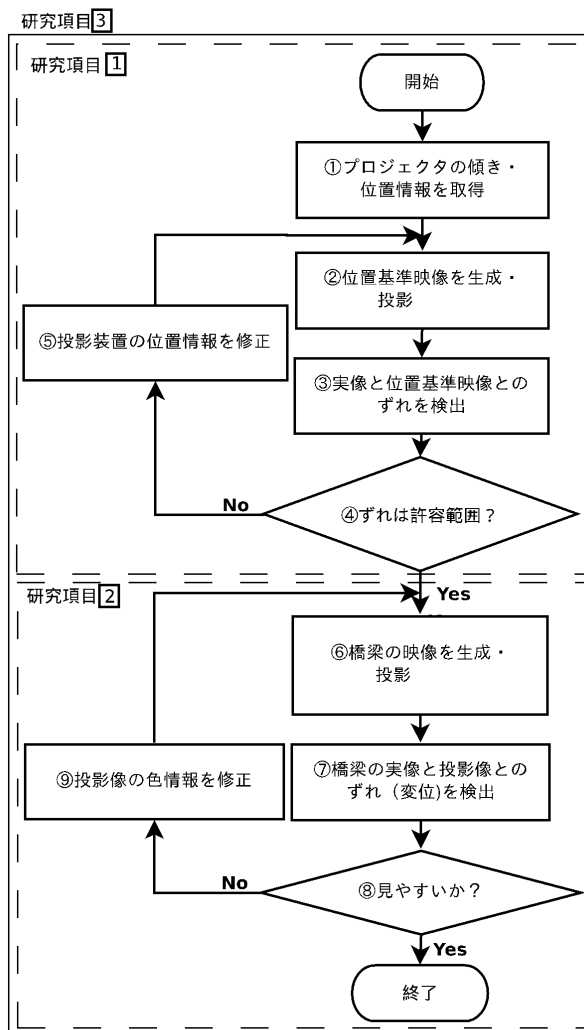 研究項目3
研究項目1
開始
①プロジェクタの傾き・
位置情報を取得
②位置基準映像を生成・
投影
⑤投影装置の位置情報を修正
③実像と位置基準映像との
ずれを検出
No
④ずれは許容範囲？
研究項目2
Yes
⑥橋梁の映像を生成・
投影
⑨投影像の色情報を修正
⑦橋梁の実像と投影像との
ずれ（変位)を検出
No
⑧見やすいか？
Yes
終了